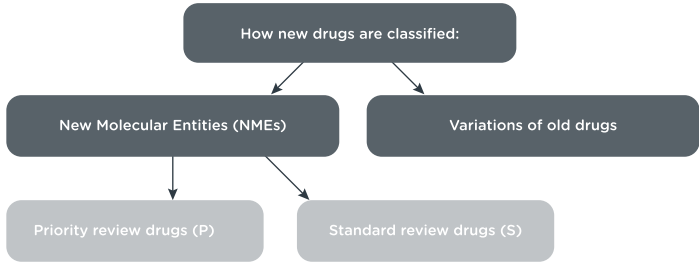 How new drugs are classified:
New Molecular Entities (NMEs)
Variations of old drugs
Priority review drugs (P)
Standard review drugs (S)